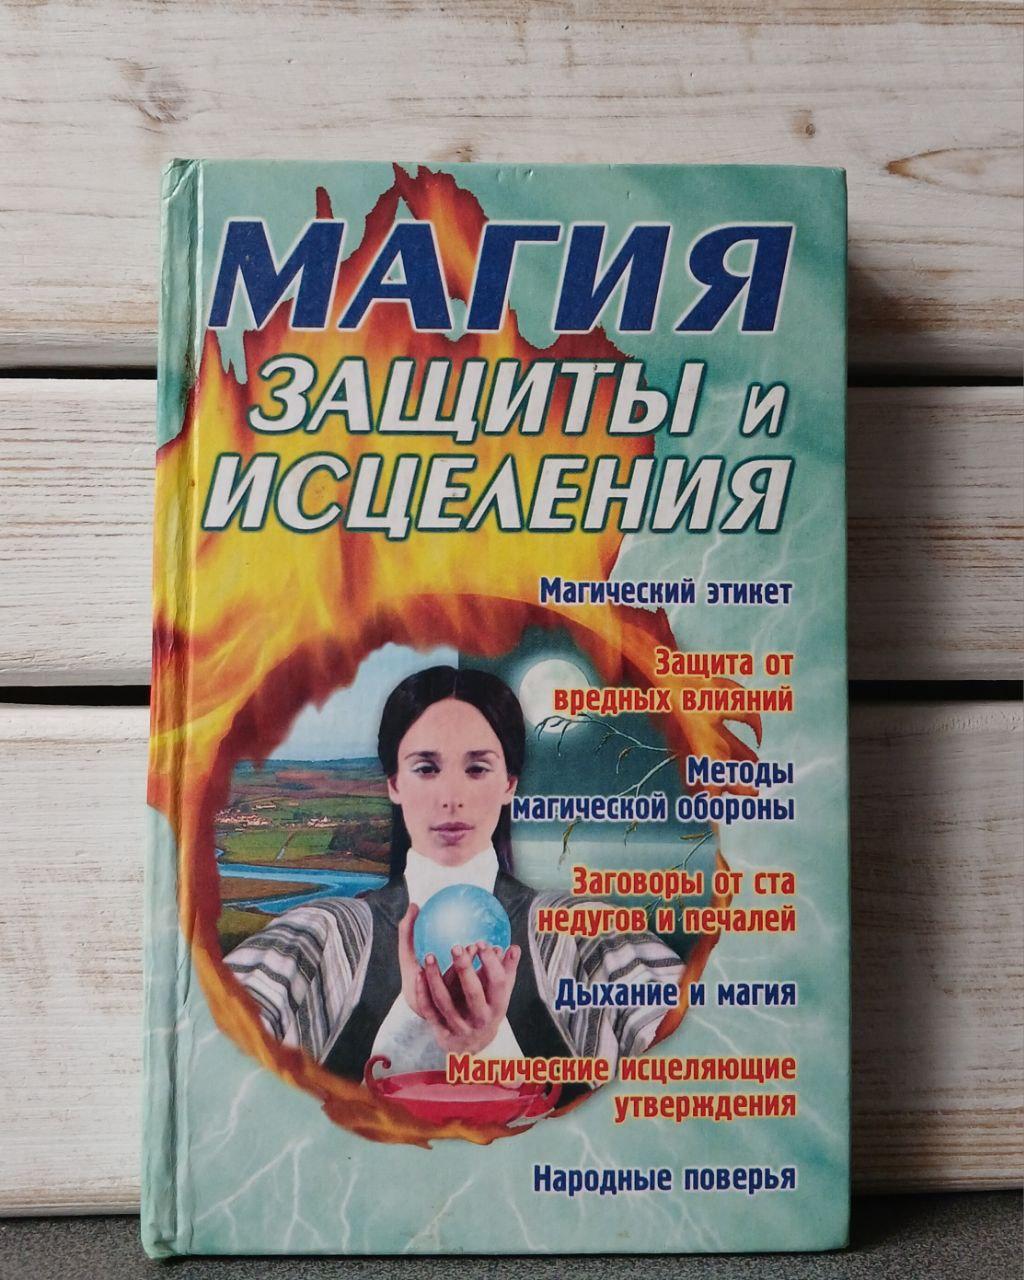 МАГИЯ
ЗАЩИТЫ и
ИСЦЕЛЕНИЯ
Магический этикет
Защита от
вредных влияний
Методы
магической обороны
Заговоры от ста
недугов и печалей
Дыхание и магия
Магические исцеляющие
утверждения
Народные поверья